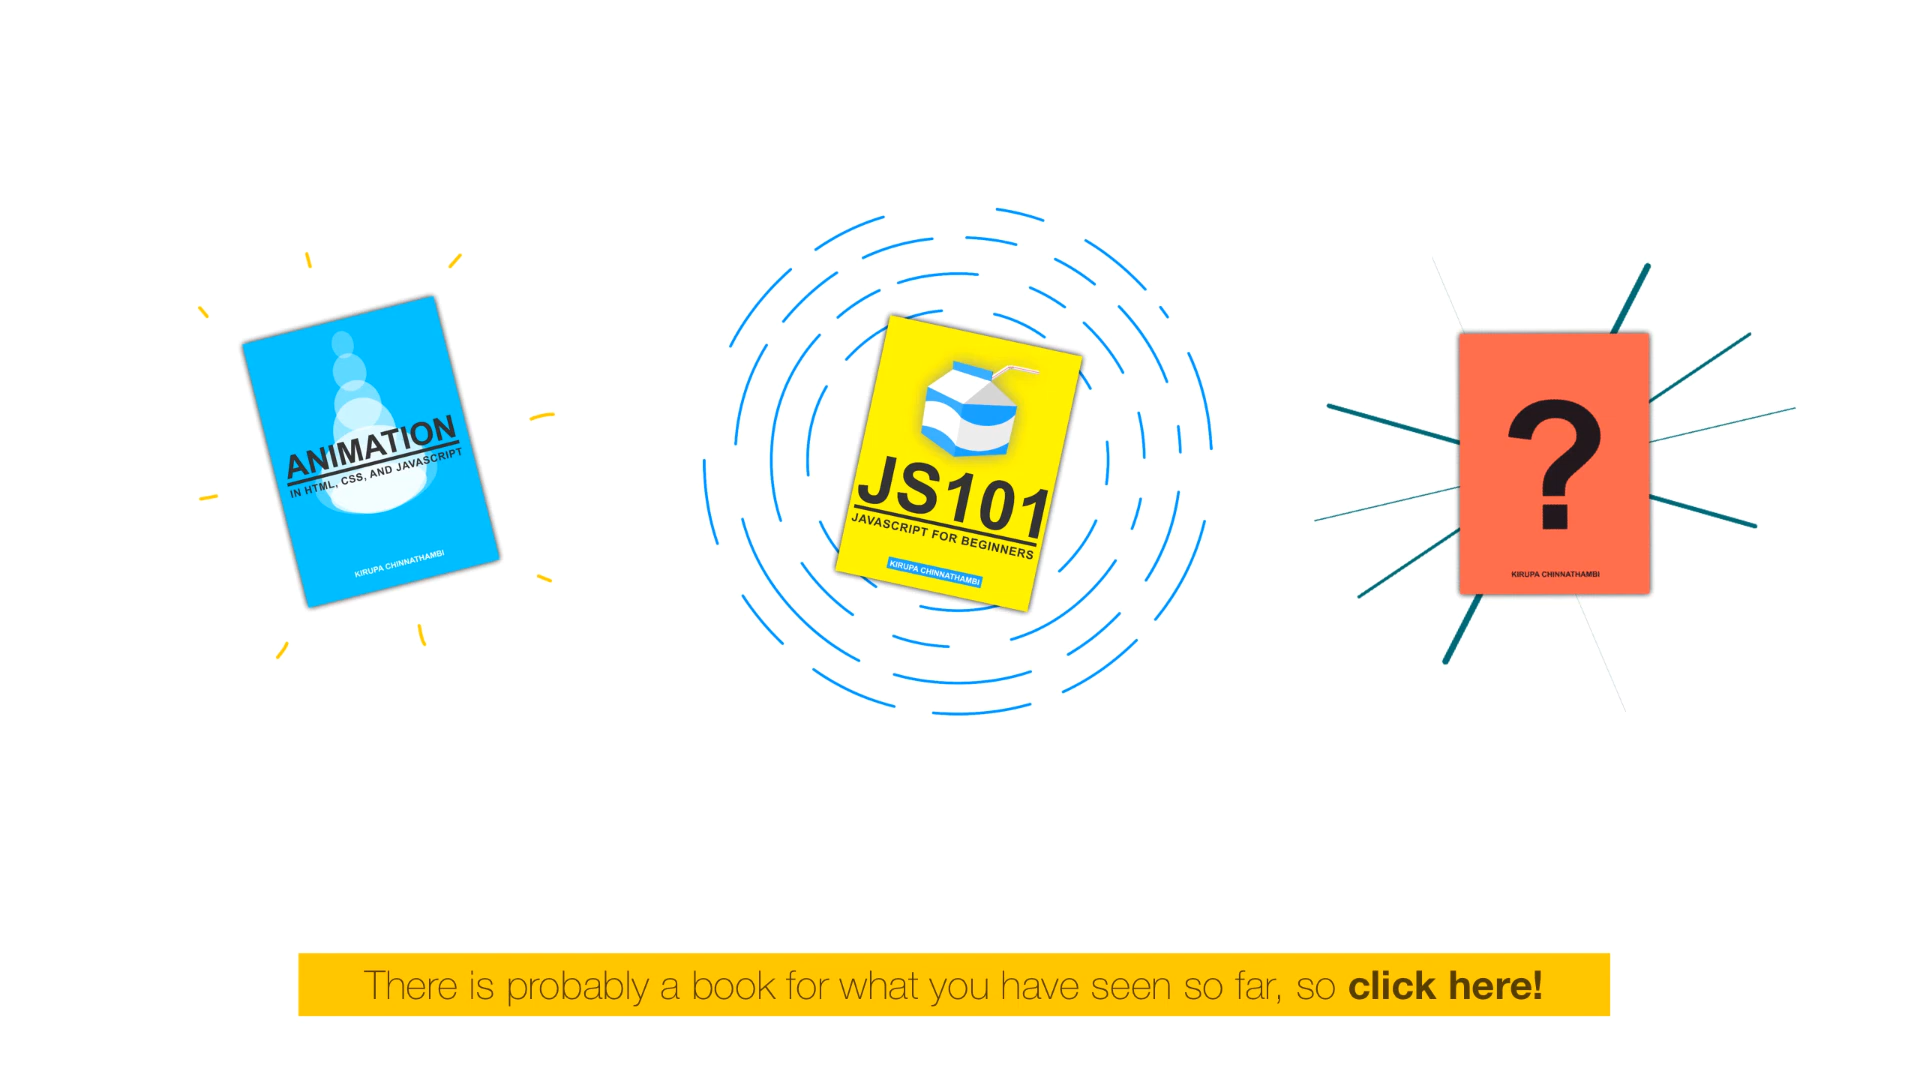 ANIMATION
IN HTML, CSS, AND JAVASCRIPT
KIRUPA CHINNATHAMBI
JS101
JAVASCRIPT FOR BEGINNERS
KIRUPA CHINNATHAMBI
?
KIRUPA CHINNATHAMBI
There is probably a book for what you have seen so far, so click here!